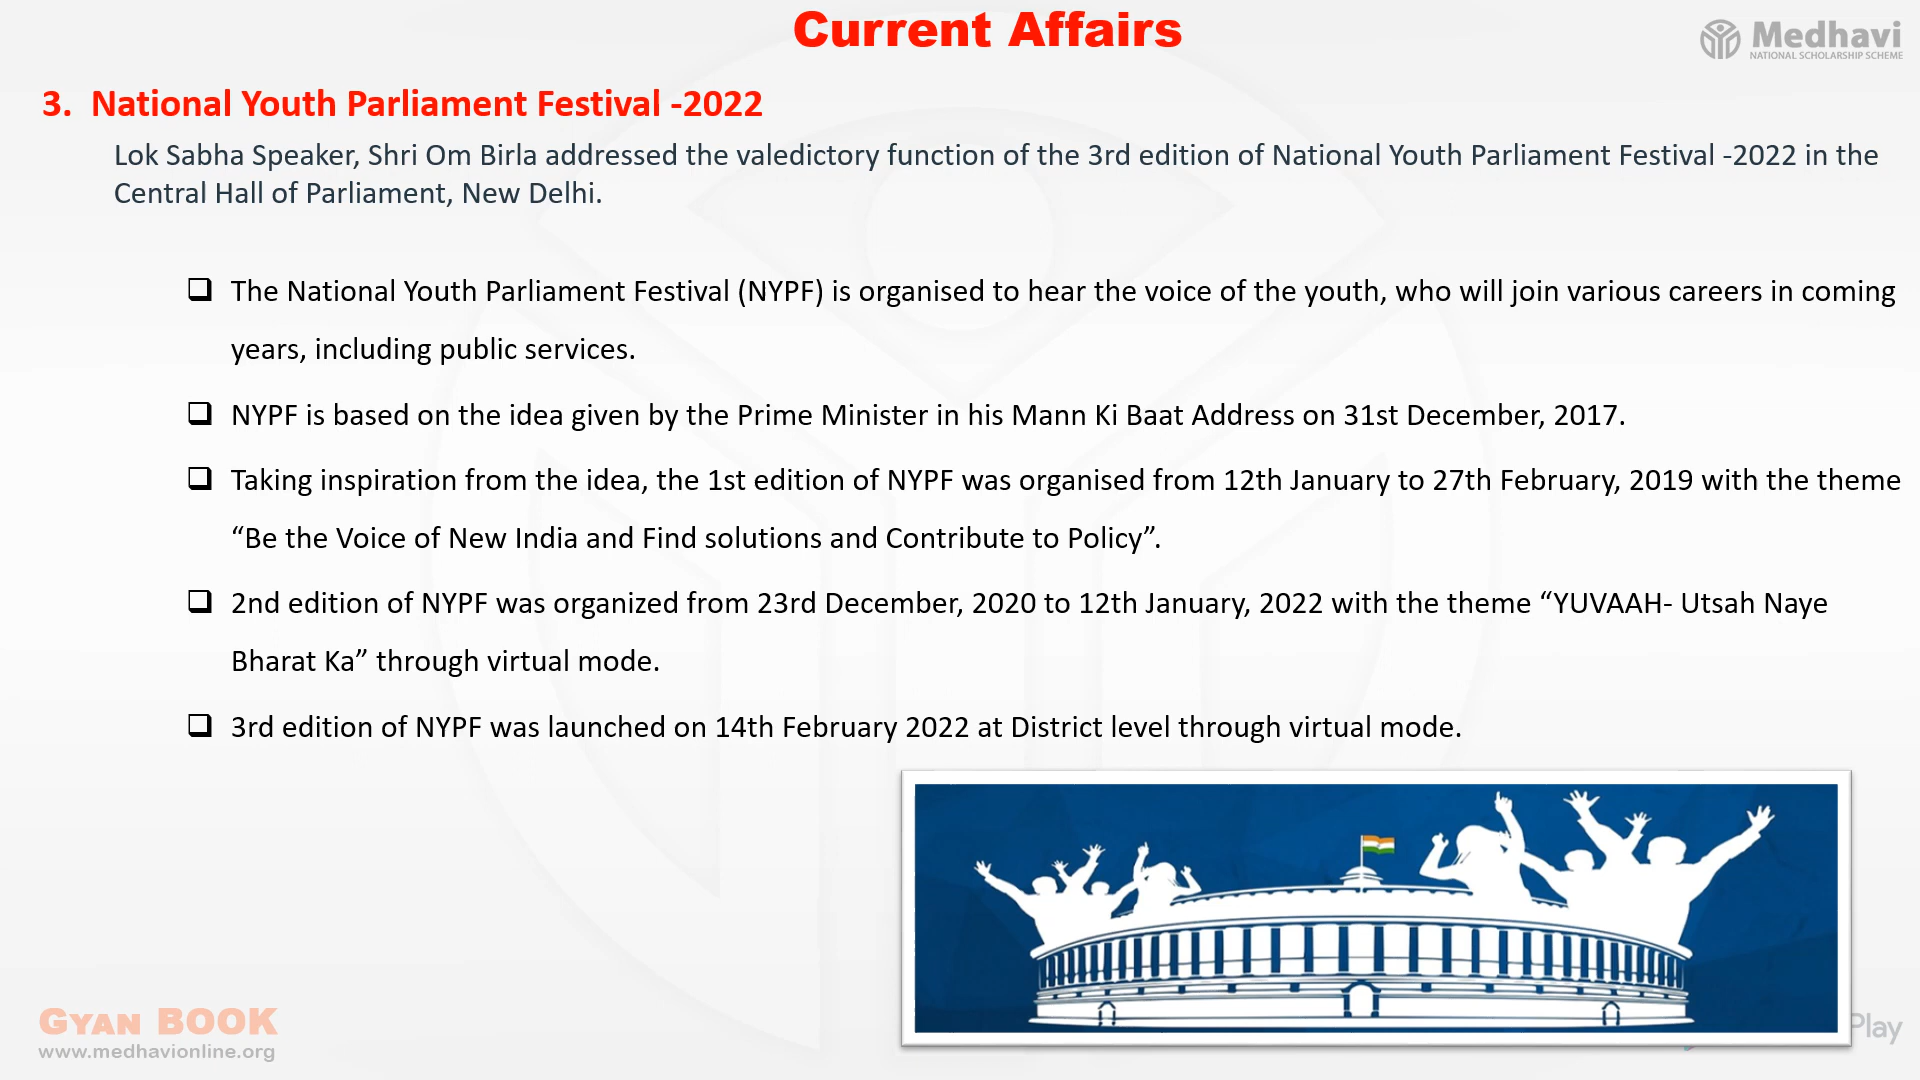 Current Affairs
Medhavi
NATIONAL SCHOLARSHIP SCHEME
3. National Youth Parliament Festival -2022
Lok Sabha Speaker, Shri Om Birla addressed the valedictory function of the 3rd edition of National Youth Parliament Festival -2022 in the
Central Hall of Parliament, New Delhi.
❑ The National Youth Parliament Festival (NYPF) is organised to hear the voice of the youth, who will join various careers in coming
years, including public services.
❑ NYPF is based on the idea given by the Prime Minister in his Mann Ki Baat Address on 31st December, 2017.
❑ Taking inspiration from the idea, the 1st edition of NYPF was organised from 12th January to 27th February, 2019 with the theme
“Be the Voice of New India and Find solutions and Contribute to Policy”.
❑ 2nd edition of NYPF was organized from 23rd December, 2020 to 12th January, 2022 with the theme “YUVAAH- Utsah Naye
Bharat Ka” through virtual mode.
❑ 3rd edition of NYPF was launched on 14th February 2022 at District level through virtual mode.
GYAN BOOK
www.medhavionline.org
Play